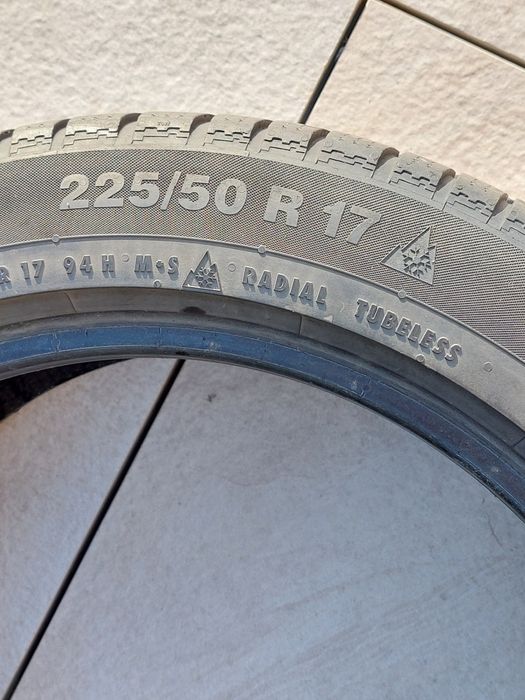 225/50 R 17
R 17 94 H M+S RADIAL TUBELESS